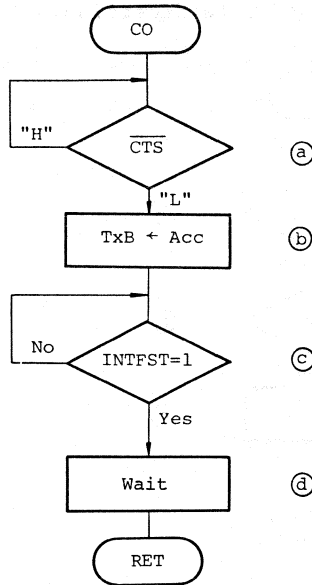 CO
"H"
CTS
ⓐ
"L"
TxB ← Acc
ⓑ
No
INTFST=1
ⓒ
Yes
Wait
ⓓ
RET